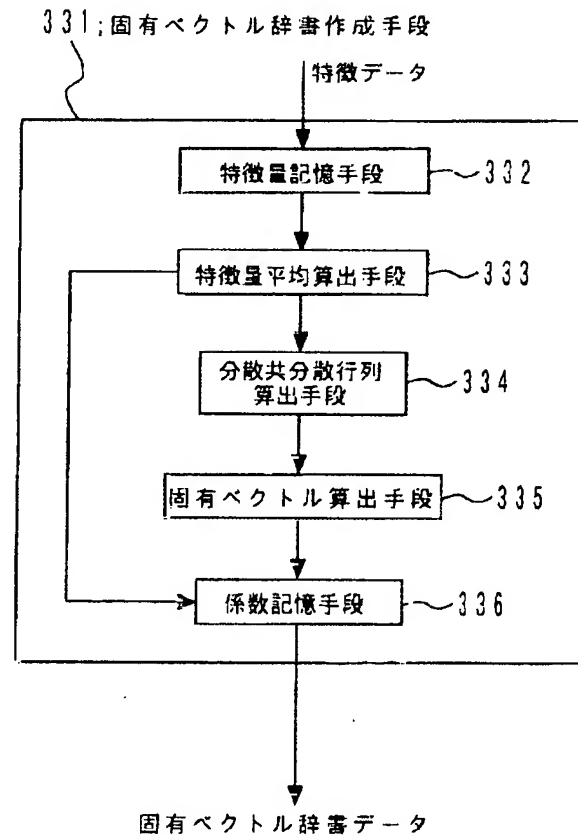 331;固有ベクトル辞書作成手段
特徴データ
特徴量記憶手段 332
特徴量平均算出手段 333
分散共分散行列
算出手段 334
固有ベクトル算出手段 335
係数記憶手段 336
固有ベクトル辞書データ